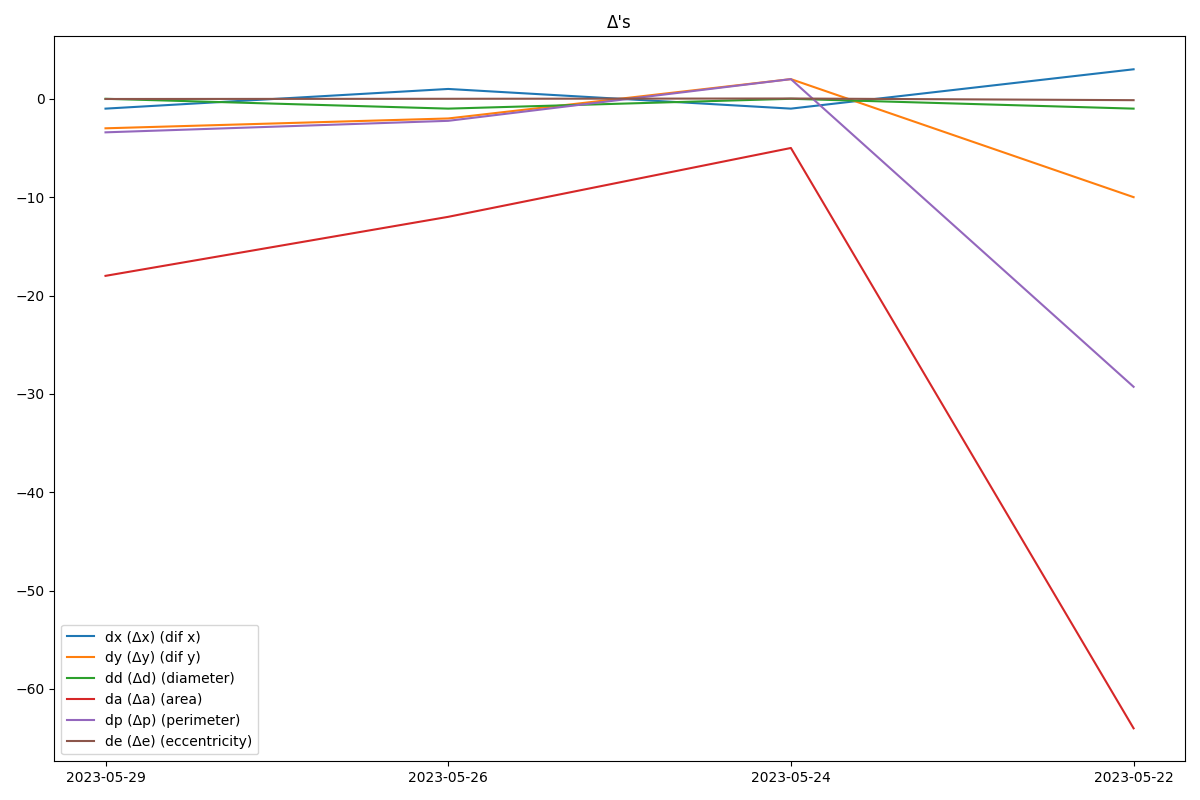 Δ's
0
−10
−20
−30
−40
−50
−60
dx (Δx) (dif x)
dy (Δy) (dif y)
dd (Δd) (diameter)
da (Δa) (area)
dp (Δp) (perimeter)
de (Δe) (eccentricity)
2023-05-29 2023-05-26 2023-05-24 2023-05-22